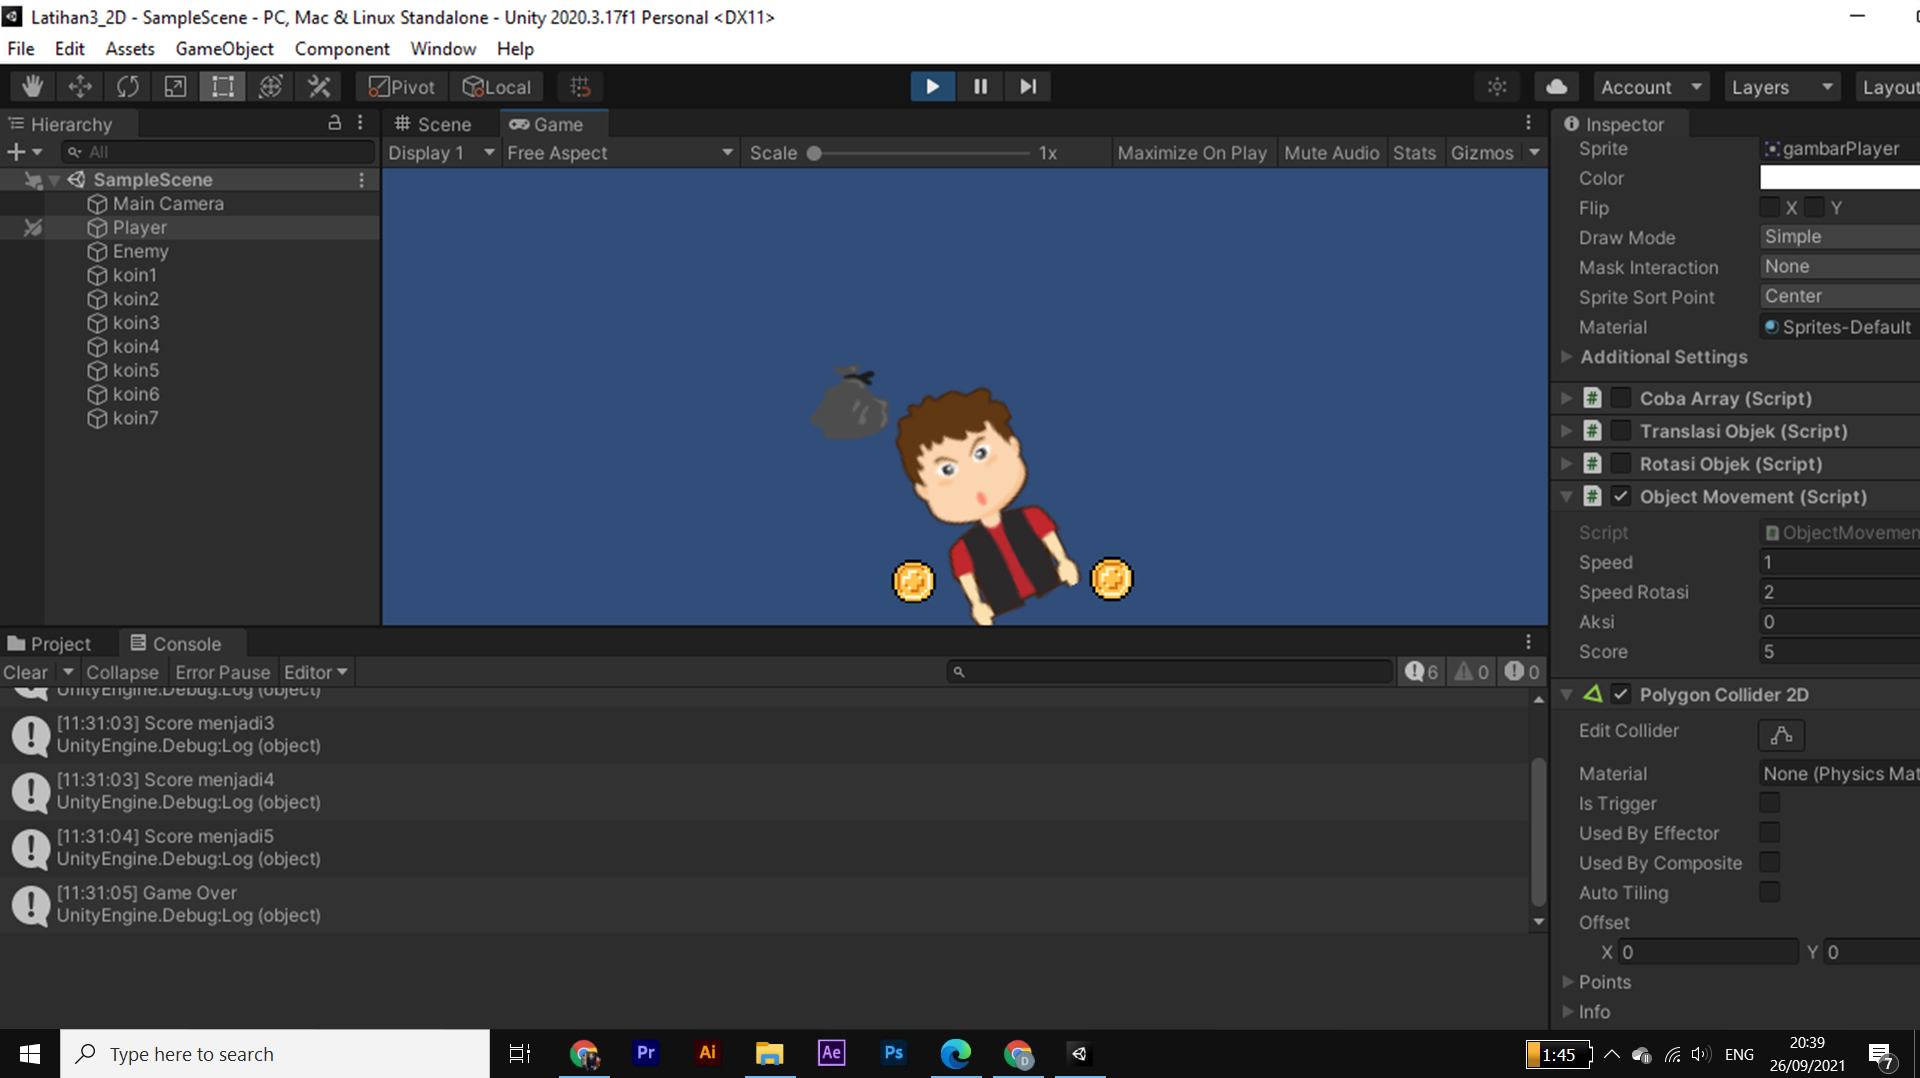 Latihan3_2D - SampleScene - PC, Mac & Linux Standalone - Unity 2020.3.17f1 Personal <DX11>
File Edit Assets GameObject Component Window Help
Pivot Local Account Layers Layout
Hierarchy
All
SampleScene
Main Camera
Player
Enemy
koin1
koin2
koin3
koin4
koin5
koin6
koin7
Scene Game
Display 1 Free Aspect Scale 1x Maximize On Play Mute Audio Stats Gizmos
Inspector
Sprite gambarPlayer
Color
Flip X Y
Draw Mode Simple
Mask Interaction None
Sprite Sort Point Center
Material Sprites-Default
Additional Settings
# Coba Array (Script)
# Translasi Objek (Script)
# Rotasi Objek (Script)
# Object Movement (Script)
Script ObjectMovemen
Speed 1
Speed Rotasi 2
Aksi 0
Score 5
Polygon Collider 2D
Edit Collider
Material None (Physics Mat
Is Trigger
Used By Effector
Used By Composite
Auto Tiling
Offset
X 0 Y 0
Points
Info
Project Console
Clear Collapse Error Pause Editor 6 0 0
UnityEngine.Debug:Log (object)
[11:31:03] Score menjadi3
UnityEngine.Debug:Log (object)
[11:31:03] Score menjadi4
UnityEngine.Debug:Log (object)
[11:31:04] Score menjadi5
UnityEngine.Debug:Log (object)
[11:31:05] Game Over
UnityEngine.Debug:Log (object)
Type here to search
Pr Ai Ae Ps D
1:45 ENG 20:39
26/09/2021 7